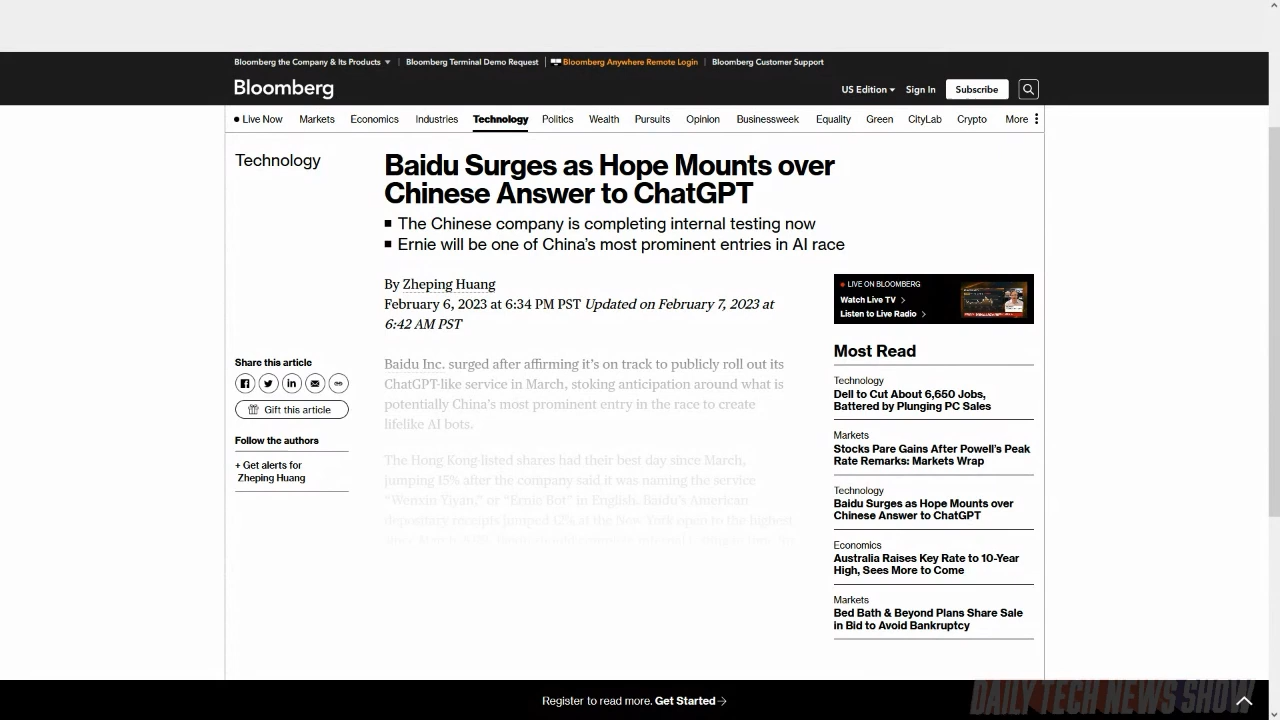 Bloomberg the Company & Its Products
Bloomberg Terminal Demo Request
Bloomberg Anywhere Remote Login
Bloomberg Customer Support
Bloomberg
US Edition
Sign In
Subscribe
Live Now
Markets
Economics
Industries
Technology
Politics
Wealth
Pursuits
Opinion
Businessweek
Equality
Green
CityLab
Crypto
More
Technology
Baidu Surges as Hope Mounts over
Chinese Answer to ChatGPT
The Chinese company is completing internal testing now
Ernie will be one of China's most prominent entries in AI race
By Zheping Huang
February 6, 2023 at 6:34 PM PST Updated on February 7, 2023 at
6:42 AM PST
Share this article
Gift this article
Follow the authors
+ Get alerts for
Zheping Huang
Baidu Inc. surged after affirming it's on track to publicly roll out its
ChatGPT-like service in March, stoking anticipation around what is
potentially China's most prominent entry in the race to create
lifelike AI bots.
The Hong Kong-listed shares had their best day since March,
jumping 15% after the company said it was naming the service
"Wenxin Yiyan," or "Ernie Bot" in English. Baidu's American
depositary receipts jumped 12% at the New York open to the highest
LIVE ON BLOOMBERG
Watch Live TV
Listen to Live Radio
Most Read
Technology
Dell to Cut About 6,650 Jobs,
Battered by Plunging PC Sales
Markets
Stocks Pare Gains After Powell's Peak
Rate Remarks: Markets Wrap
Technology
Baidu Surges as Hope Mounts over
Chinese Answer to ChatGPT
Economics
Australia Raises Key Rate to 10-Year
High, Sees More to Come
Markets
Bed Bath & Beyond Plans Share Sale
in Bid to Avoid Bankruptcy
Register to read more. Get Started
DAILY TECH NEWS SHOW